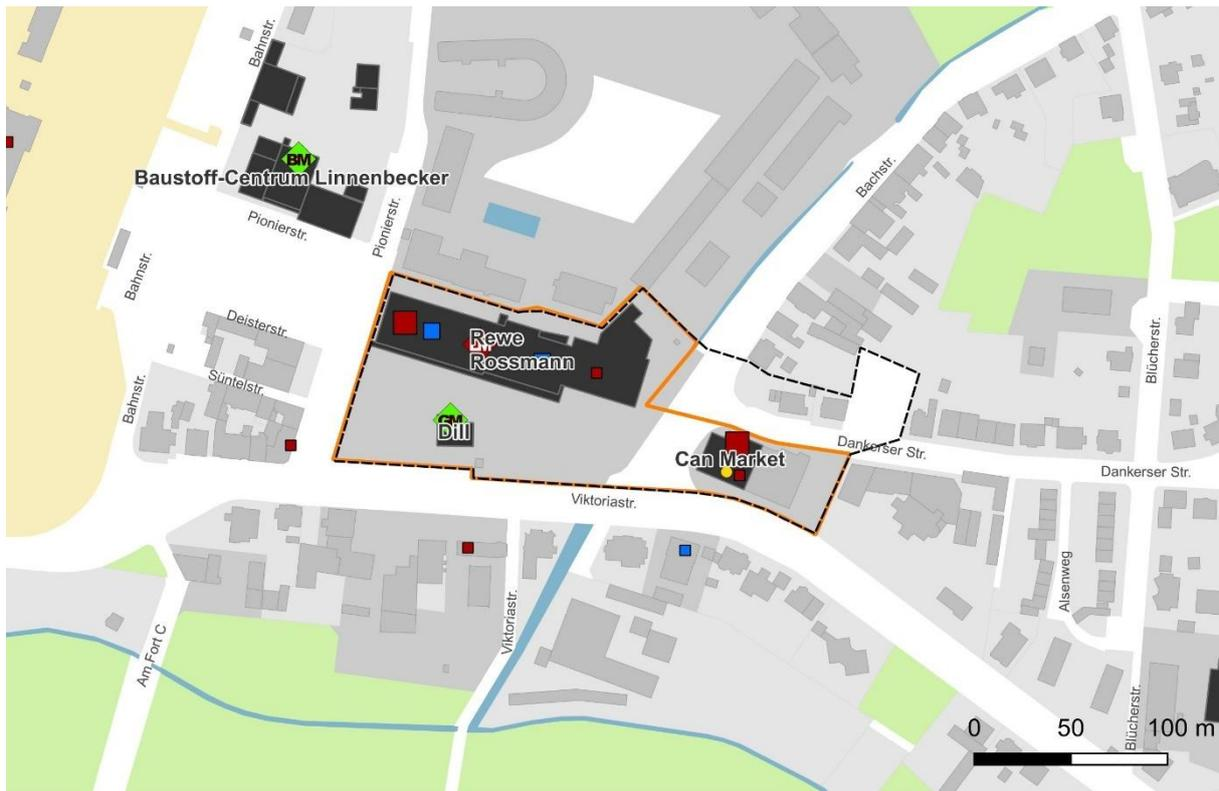 Bahnstr.
BM
Baustoff-Centrum Linnenbecker
Pionierstr.
Pionierstr.
Bachstr.
Bahnstr.
Deisterstr.
Rewe
Rossmann
Süntelstr.
Blücherstr.
Bahnstr.
GM
Dill
Can Market
Dankerser Str.
Dankerser Str.
Viktoriastr.
Alsenweg
Viktoriastr.
Am Fort C
Blücherstr.
0 50 100 m